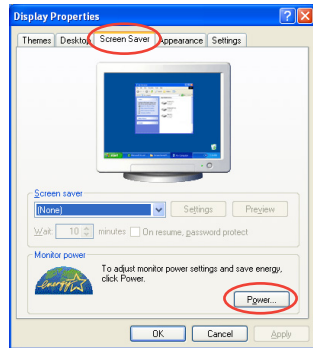 Display Properties
Themes Desktop Screen Saver Appearance Settings
Screen saver
(None) Settings Preview
Wait: 10 minutes On resume, password protect
Monitor power
To adjust monitor power settings and save energy,
click Power.
energy
Power...
OK Cancel Apply